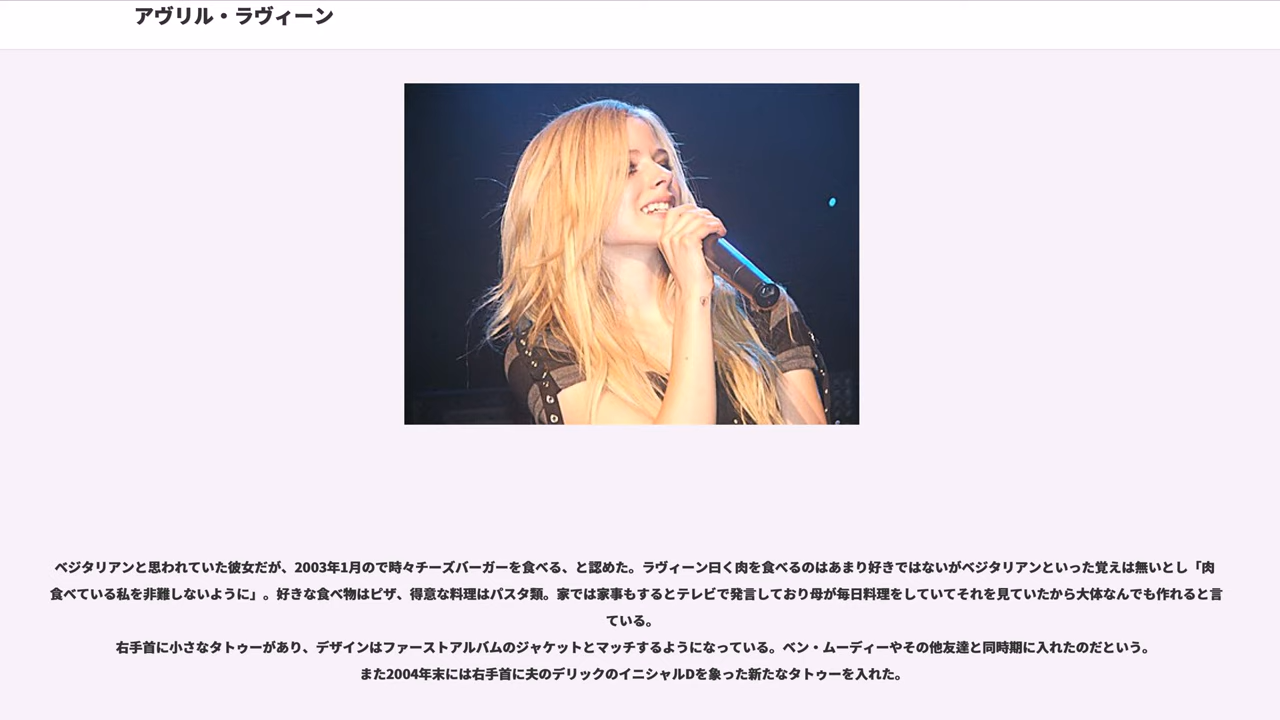 アヴリル・ラヴィーン
ベジタリアンと思われていた彼女だが、2003年1月ので時々チーズバーガーを食べる、と認めた。ラヴィーン曰く肉を食べるのはあまり好きではないがベジタリアンといった覚えは無いとし「肉
食べている私を非難しないように」。好きな食べ物はピザ、得意な料理はパスタ類。家では家事もするとテレビで発言しており母が毎日料理をしていてそれを見ていたから大体なんでも作れると言
ている。
右手首に小さなタトゥーがあり、デザインはファーストアルバムのジャケットとマッチするようになっている。ベン・ムーディーやその他友達と同時期に入れたのだという。
また2004年末には右手首に夫のデリックのイニシャルDを象った新たなタトゥーを入れた。